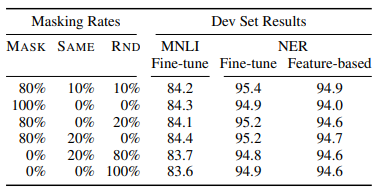 Masking Rates Dev Set Results
MASK SAME RND MNLI NER
Fine-tune Fine-tune Feature-based
80% 10% 10% 84.2 95.4 94.9
100% 0% 0% 84.3 94.9 94.0
80% 0% 20% 84.1 95.2 94.6
80% 20% 0% 84.4 95.2 94.7
0% 20% 80% 83.7 94.8 94.6
0% 0% 100% 83.6 94.9 94.6